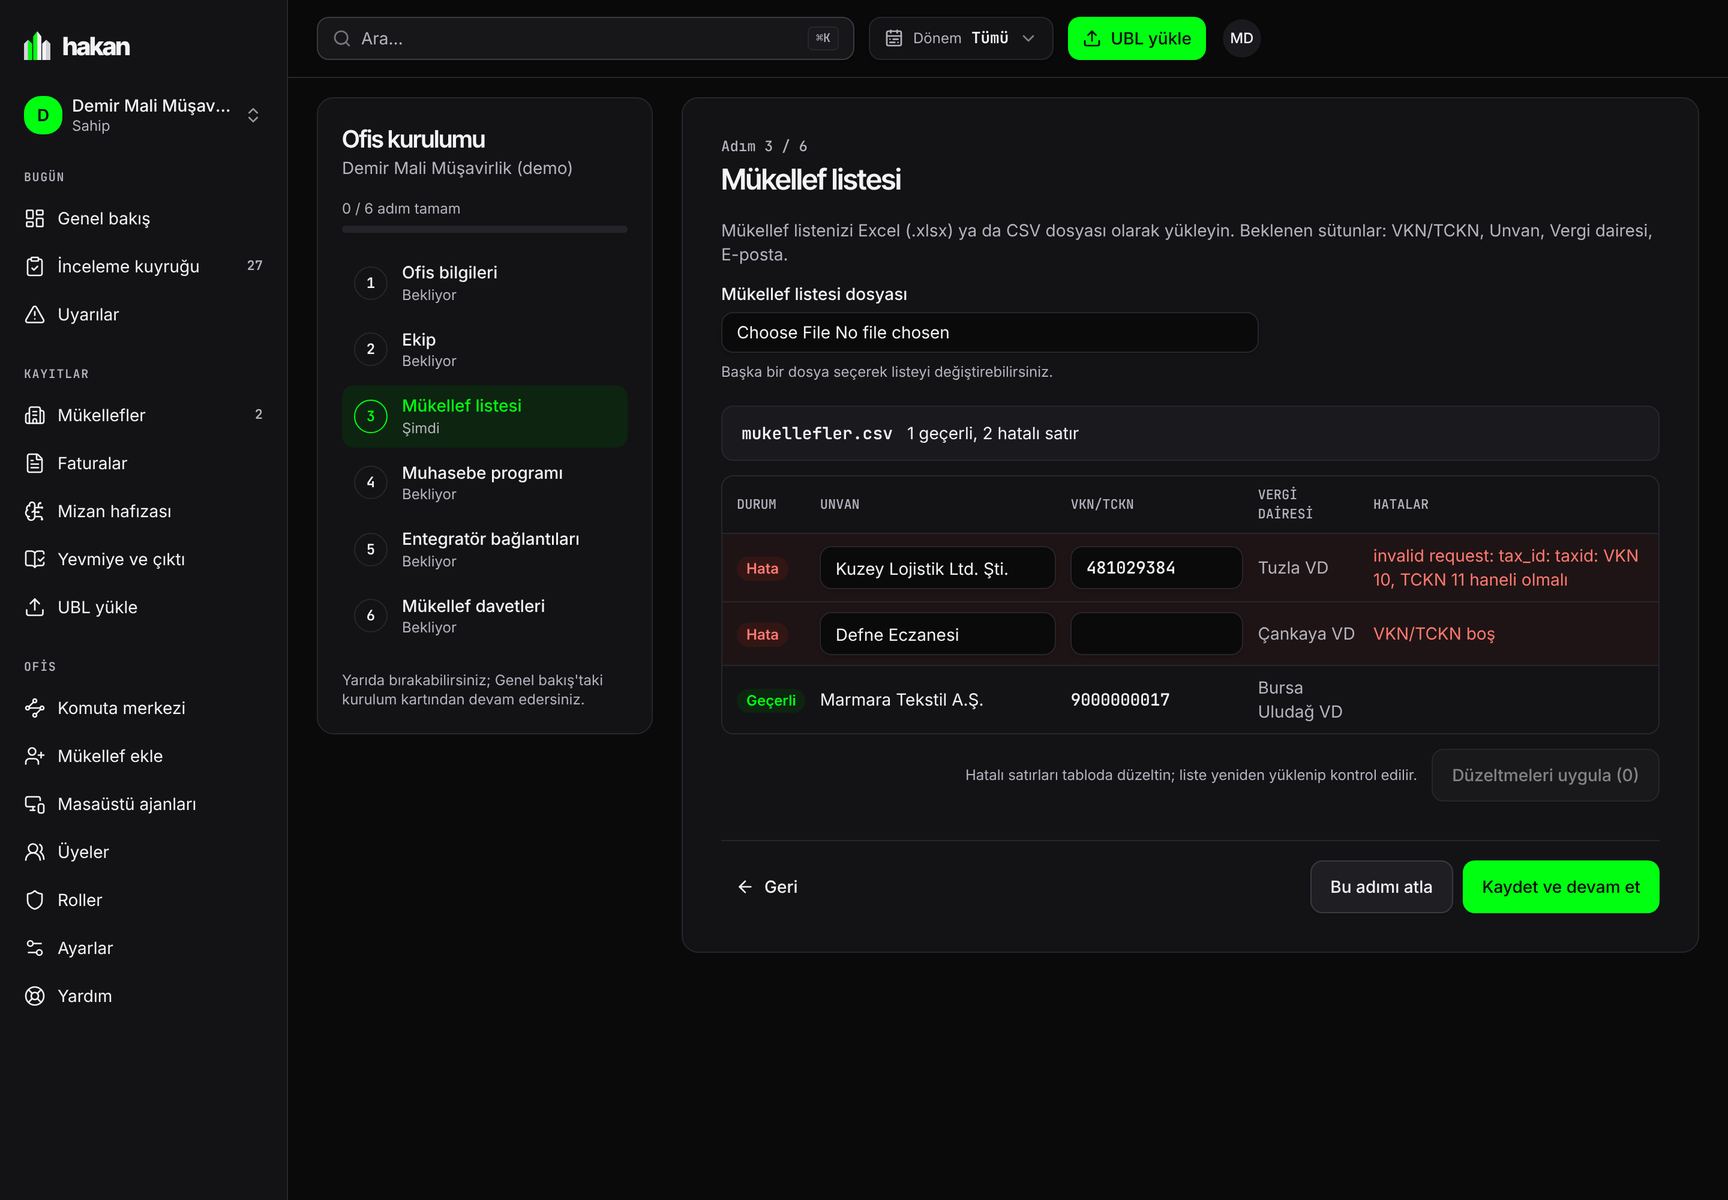 hakan
D
Demir Mali Müşav...
Sahip
BUGÜN
Genel bakış
İnceleme kuyruğu 27
Uyarılar
KAYITLAR
Mükellefler 2
Faturalar
Mizan hafızası
Yevmiye ve çıktı
UBL yükle
OFİS
Komuta merkezi
Mükellef ekle
Masaüstü ajanları
Üyeler
Roller
Ayarlar
Yardım
Ara... ⌘K
Dönem Tümü
UBL yükle
MD
Ofis kurulumu
Demir Mali Müşavirlik (demo)
0 / 6 adım tamam
1 Ofis bilgileri
Bekliyor
2 Ekip
Bekliyor
3 Mükellef listesi
Şimdi
4 Muhasebe programı
Bekliyor
5 Entegratör bağlantıları
Bekliyor
6 Mükellef davetleri
Bekliyor
Yarıda bırakabilirsiniz; Genel bakış'taki
kurulum kartından devam edersiniz.
Adım 3 / 6
Mükellef listesi
Mükellef listenizi Excel (.xlsx) ya da CSV dosyası olarak yükleyin. Beklenen sütunlar: VKN/TCKN, Unvan, Vergi dairesi,
E-posta.
Mükellef listesi dosyası
Choose File No file chosen
Başka bir dosya seçerek listeyi değiştirebilirsiniz.
mukellefler.csv 1 geçerli, 2 hatalı satır
DURUM UNVAN VKN/TCKN VERGİ DAİRESİ HATALAR
Hata Kuzey Lojistik Ltd. Şti. 481029384 Tuzla VD invalid request: tax_id: taxid: VKN
10, TCKN 11 haneli olmalı
Hata Defne Eczanesi Çankaya VD VKN/TCKN boş
Geçerli Marmara Tekstil A.Ş. 9000000017 Bursa
Uludağ VD
Hatalı satırları tabloda düzeltin; liste yeniden yüklenip kontrol edilir. Düzeltmeleri uygula (0)
Geri
Bu adımı atla
Kaydet ve devam et